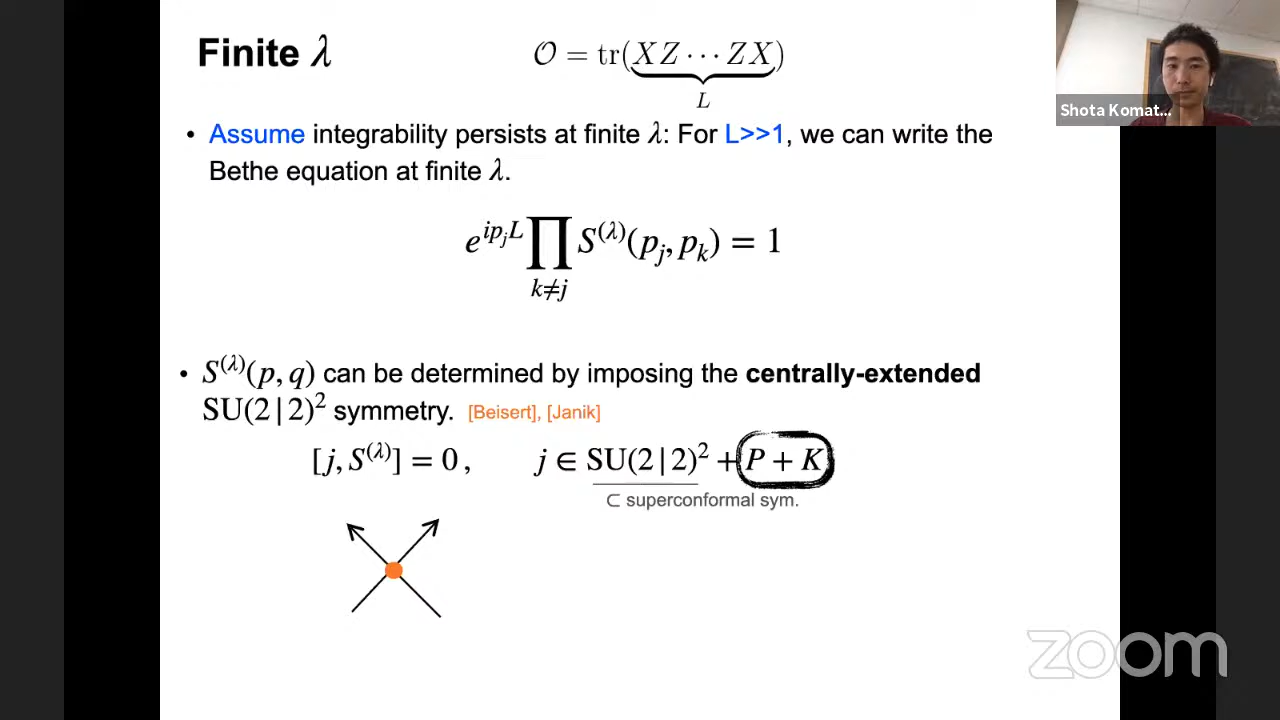 Finite λ
𝒪 = tr(XZ ⋯ ZX)
L
• Assume integrability persists at finite λ: For L>>1, we can write the
Bethe equation at finite λ.
e^{ip_j L} ∏_{k≠j} S^{(λ)}(p_j, p_k) = 1
• S^{(λ)}(p, q) can be determined by imposing the centrally-extended
SU(2|2)² symmetry. [Beisert], [Janik]
[j, S^{(λ)}] = 0, j ∈ SU(2|2)² + P + K
⊂ superconformal sym.
Shota Komat...
zoom